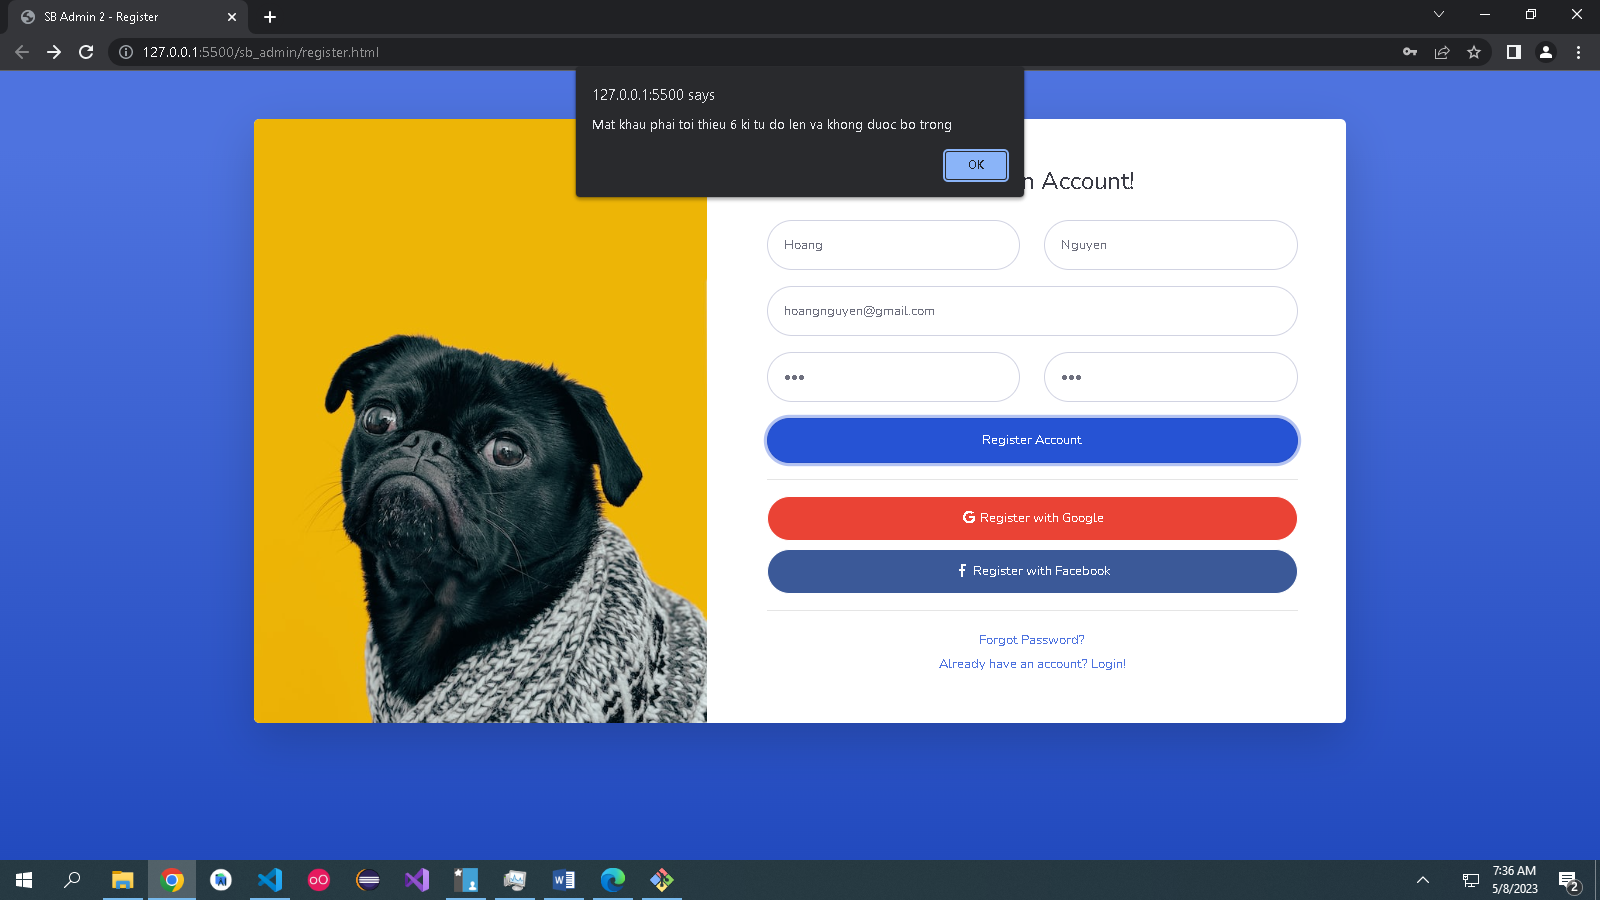 SB Admin 2 - Register
127.0.0.1:5500/sb_admin/register.html
127.0.0.1:5500 says
Mat khau phai toi thieu 6 ki tu do len va khong duoc bo trong
OK
n Account!
Hoang
Nguyen
hoangnguyen@gmail.com
Register Account
G Register with Google
f Register with Facebook
Forgot Password?
Already have an account? Login!
7:36 AM
5/8/2023
2